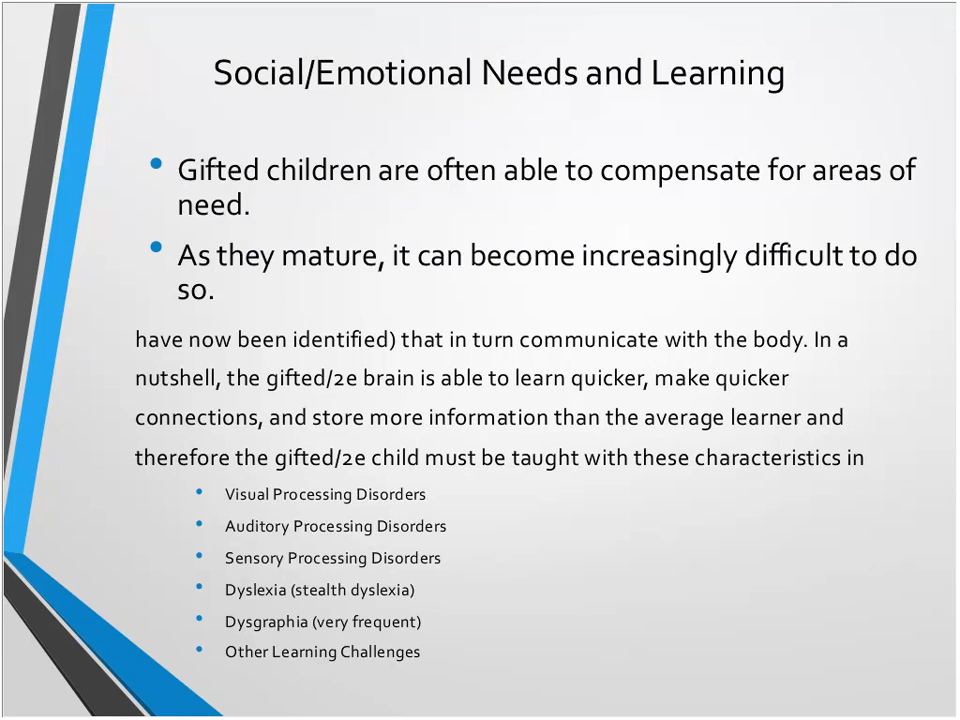 Social/Emotional Needs and Learning
• Gifted children are often able to compensate for areas of
need.
• As they mature, it can become increasingly difficult to do
so.
have now been identified) that in turn communicate with the body. In a
nutshell, the gifted/2e brain is able to learn quicker, make quicker
connections, and store more information than the average learner and
therefore the gifted/2e child must be taught with these characteristics in
• Visual Processing Disorders
• Auditory Processing Disorders
• Sensory Processing Disorders
• Dyslexia (stealth dyslexia)
• Dysgraphia (very frequent)
• Other Learning Challenges